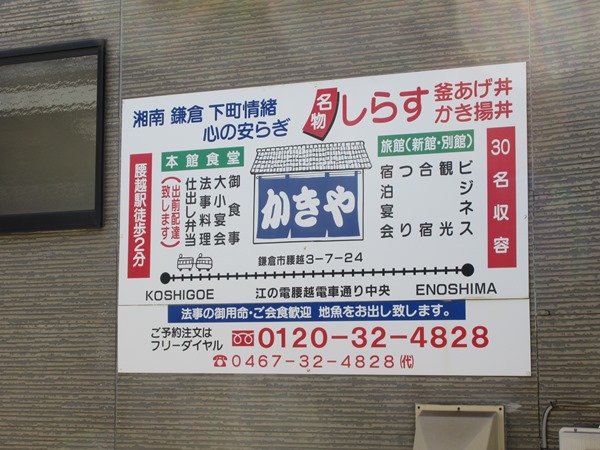 湘南 鎌倉 下町情緒
心の安らぎ
名物
しらす
釜あげ丼
かき揚丼
腰越駅徒歩2分
本館食堂
御食事
大小宴会
法事料理
仕出し弁当
(出前配達致します)
かきや
旅館(新館・別館)
ビジネス
観光
合宿
つり
宿泊宴会
30名収容
鎌倉市腰越3-7-24
KOSHIGOE
江の電腰越電車通り中央
ENOSHIMA
法事の御用命・ご会食歓迎 地魚をお出し致します。
ご予約注文は
フリーダイヤル
0120-32-4828
☎0467-32-4828(代)